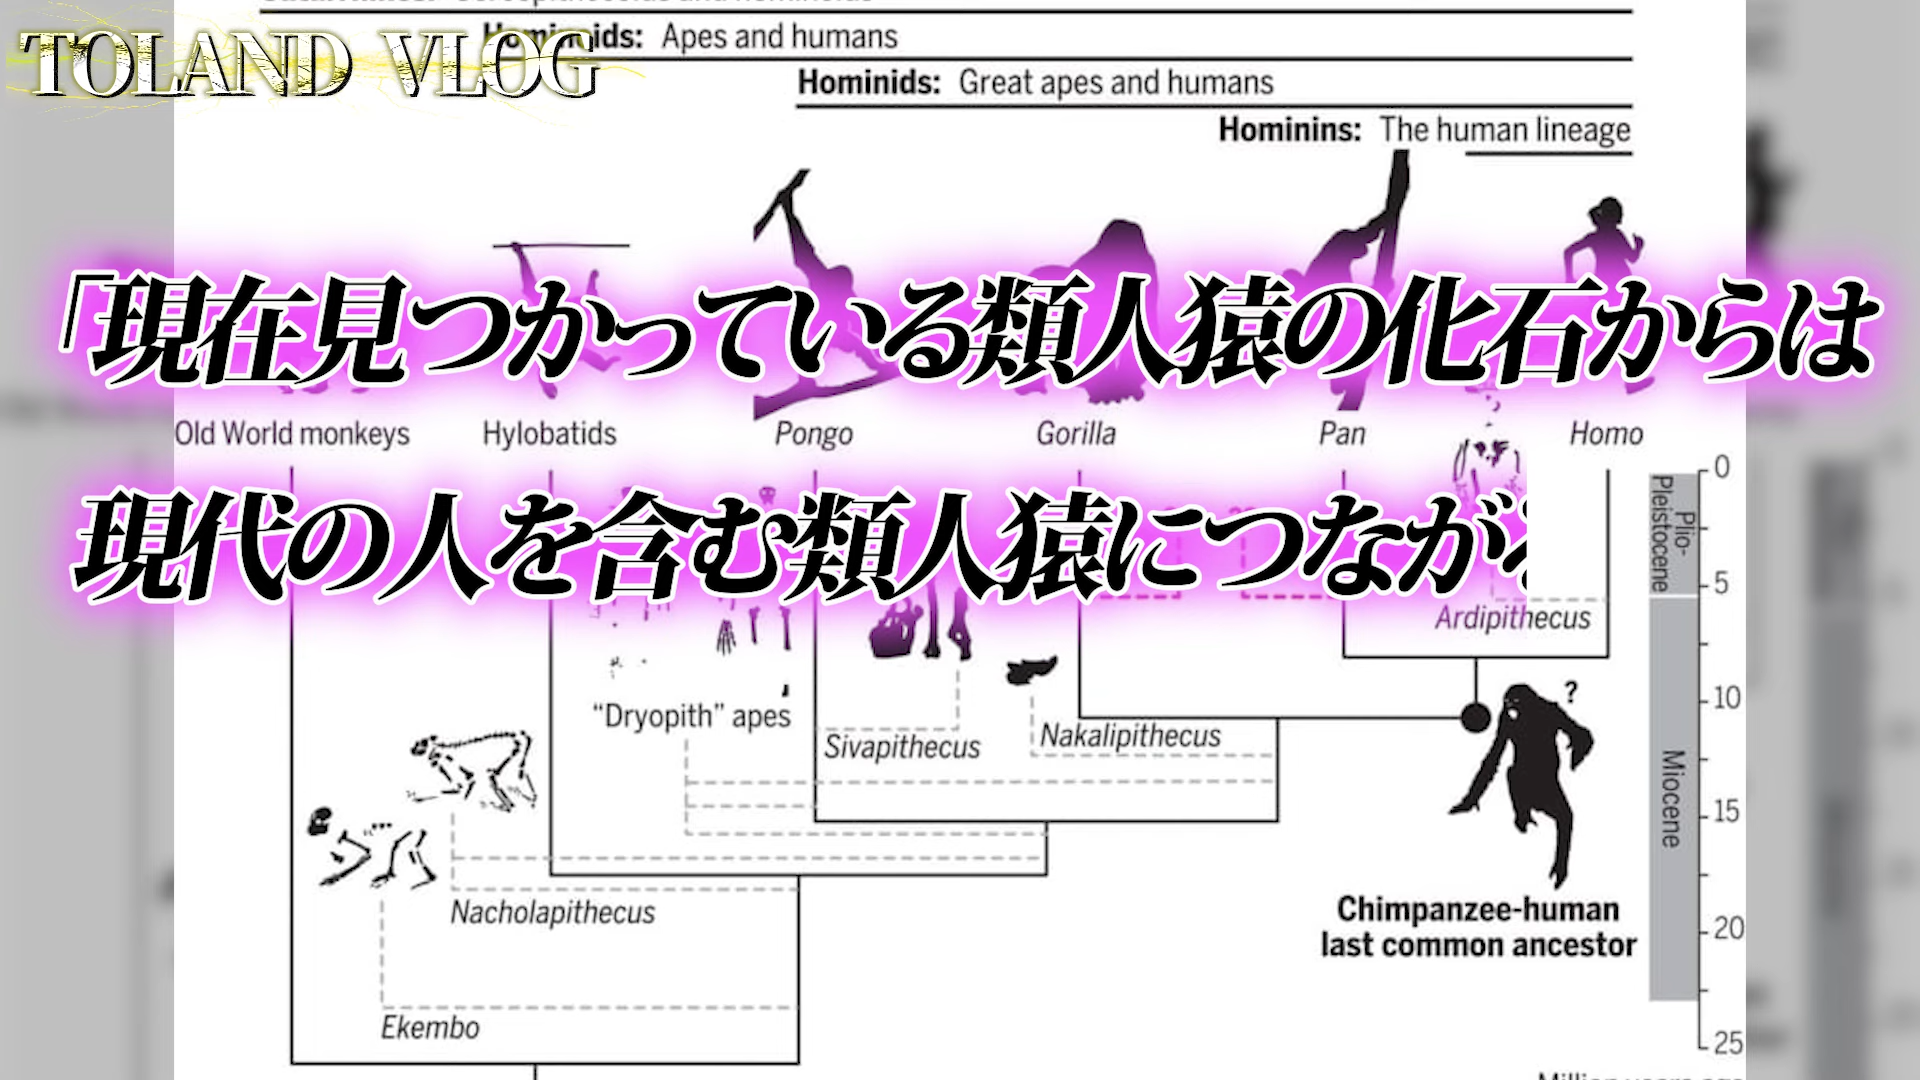 TOLAND VLOG
Hominoids: Apes and humans
Hominids: Great apes and humans
Hominins: The human lineage
「現在見つかっている類人猿の化石からは
Old World monkeys
Hylobatids
Pongo
Gorilla
Pan
Homo
現代の人を含む類人猿につなが
0
5
10
15
20
25
Plio-
Pleistocene
Miocene
Ardipithecus
?
"Dryopith" apes
Sivapithecus
Nakalipithecus
Nacholapithecus
Chimpanzee-human
last common ancestor
Ekembo